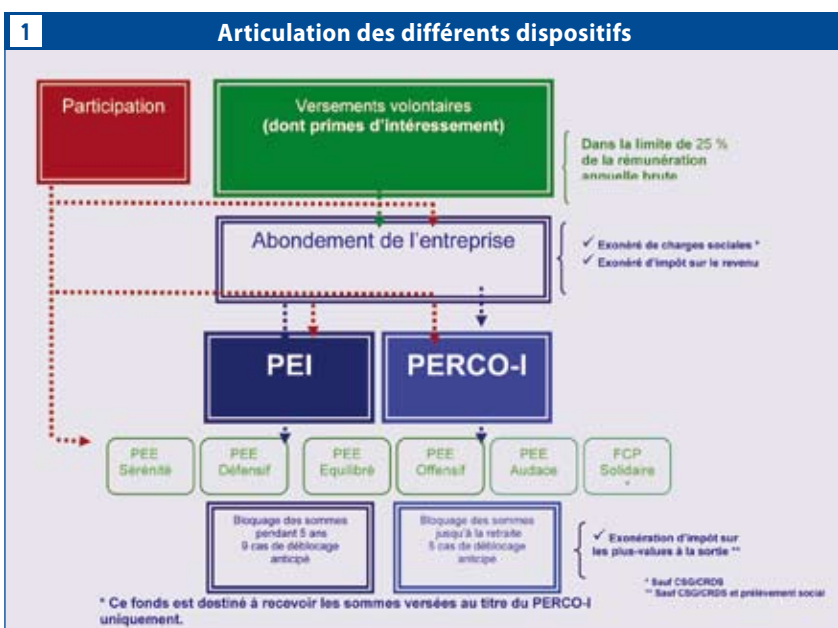 1
Articulation des différents dispositifs
Participation
Versements volontaires
(dont primes d'intéressement)
Dans la limite de 25 %
de la rémunération
annuelle brute
Abondement de l'entreprise
✓ Exonéré de charges sociales *
✓ Exonéré d'impôt sur le revenu
PEI
PERCO-I
PEE
Sérénité
PEE
Défensif
PEE
Equilibré
PEE
Offensif
PEE
Audace
FCP
Solidaire
*
Bloquage des sommes
pendant 5 ans
9 cas de déblocage
anticipé
Bloquage des sommes
jusqu'à la retraite
5 cas de déblocage
anticipé
✓ Exonération d'impôt sur
les plus-values à la sortie **
* Sauf CSG/CRDS
** Sauf CSG/CRDS et prélèvement social
* Ce fonds est destiné à recevoir les sommes versées au titre du PERCO-I
uniquement.